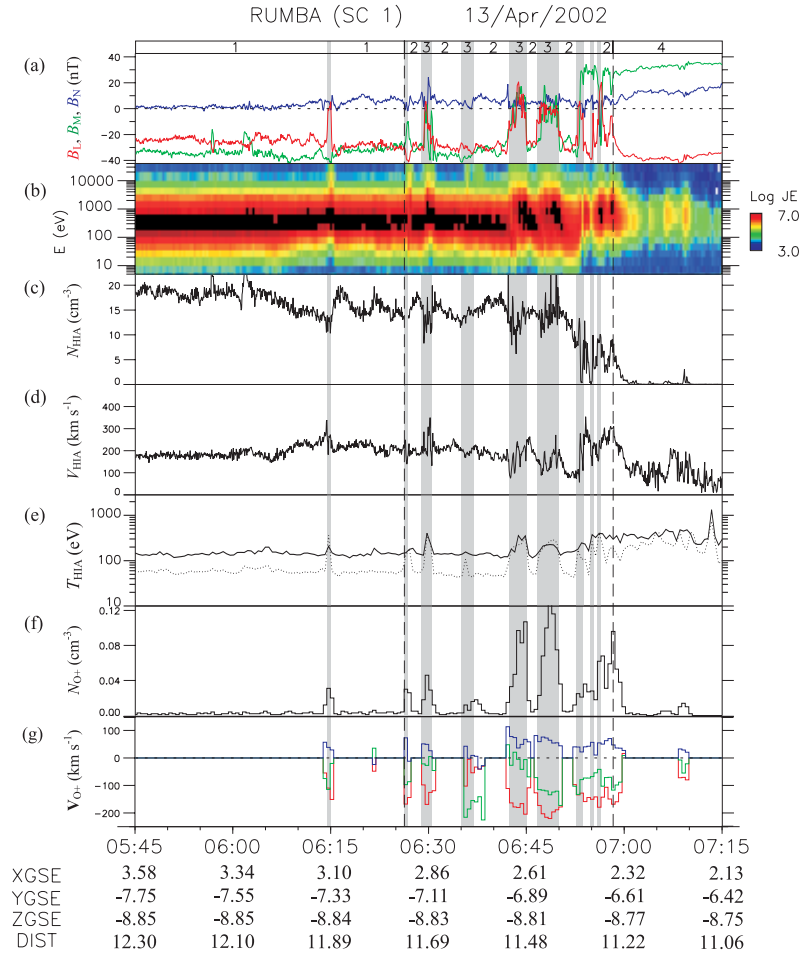 RUMBA (SC 1) 13/Apr/2002
1 1 2 3 2 3 2 3 2 3 2 2 4
(a)
B_L, B_M, B_N (nT)
40
20
0
-20
-40
(b)
E (eV)
10000
1000
100
10
Log JE
7.0
3.0
(c)
N_HIA (cm⁻³)
20
15
10
5
0
(d)
V_HIA (km s⁻¹)
400
300
200
100
0
(e)
T_HIA (eV)
1000
100
10
(f)
N_O+ (cm⁻³)
0.12
0.08
0.04
0.00
(g)
V_O+ (km s⁻¹)
100
0
-100
-200
05:45 06:00 06:15 06:30 06:45 07:00 07:15
XGSE 3.58 3.34 3.10 2.86 2.61 2.32 2.13
YGSE -7.75 -7.55 -7.33 -7.11 -6.89 -6.61 -6.42
ZGSE -8.85 -8.85 -8.84 -8.83 -8.81 -8.77 -8.75
DIST 12.30 12.10 11.89 11.69 11.48 11.22 11.06